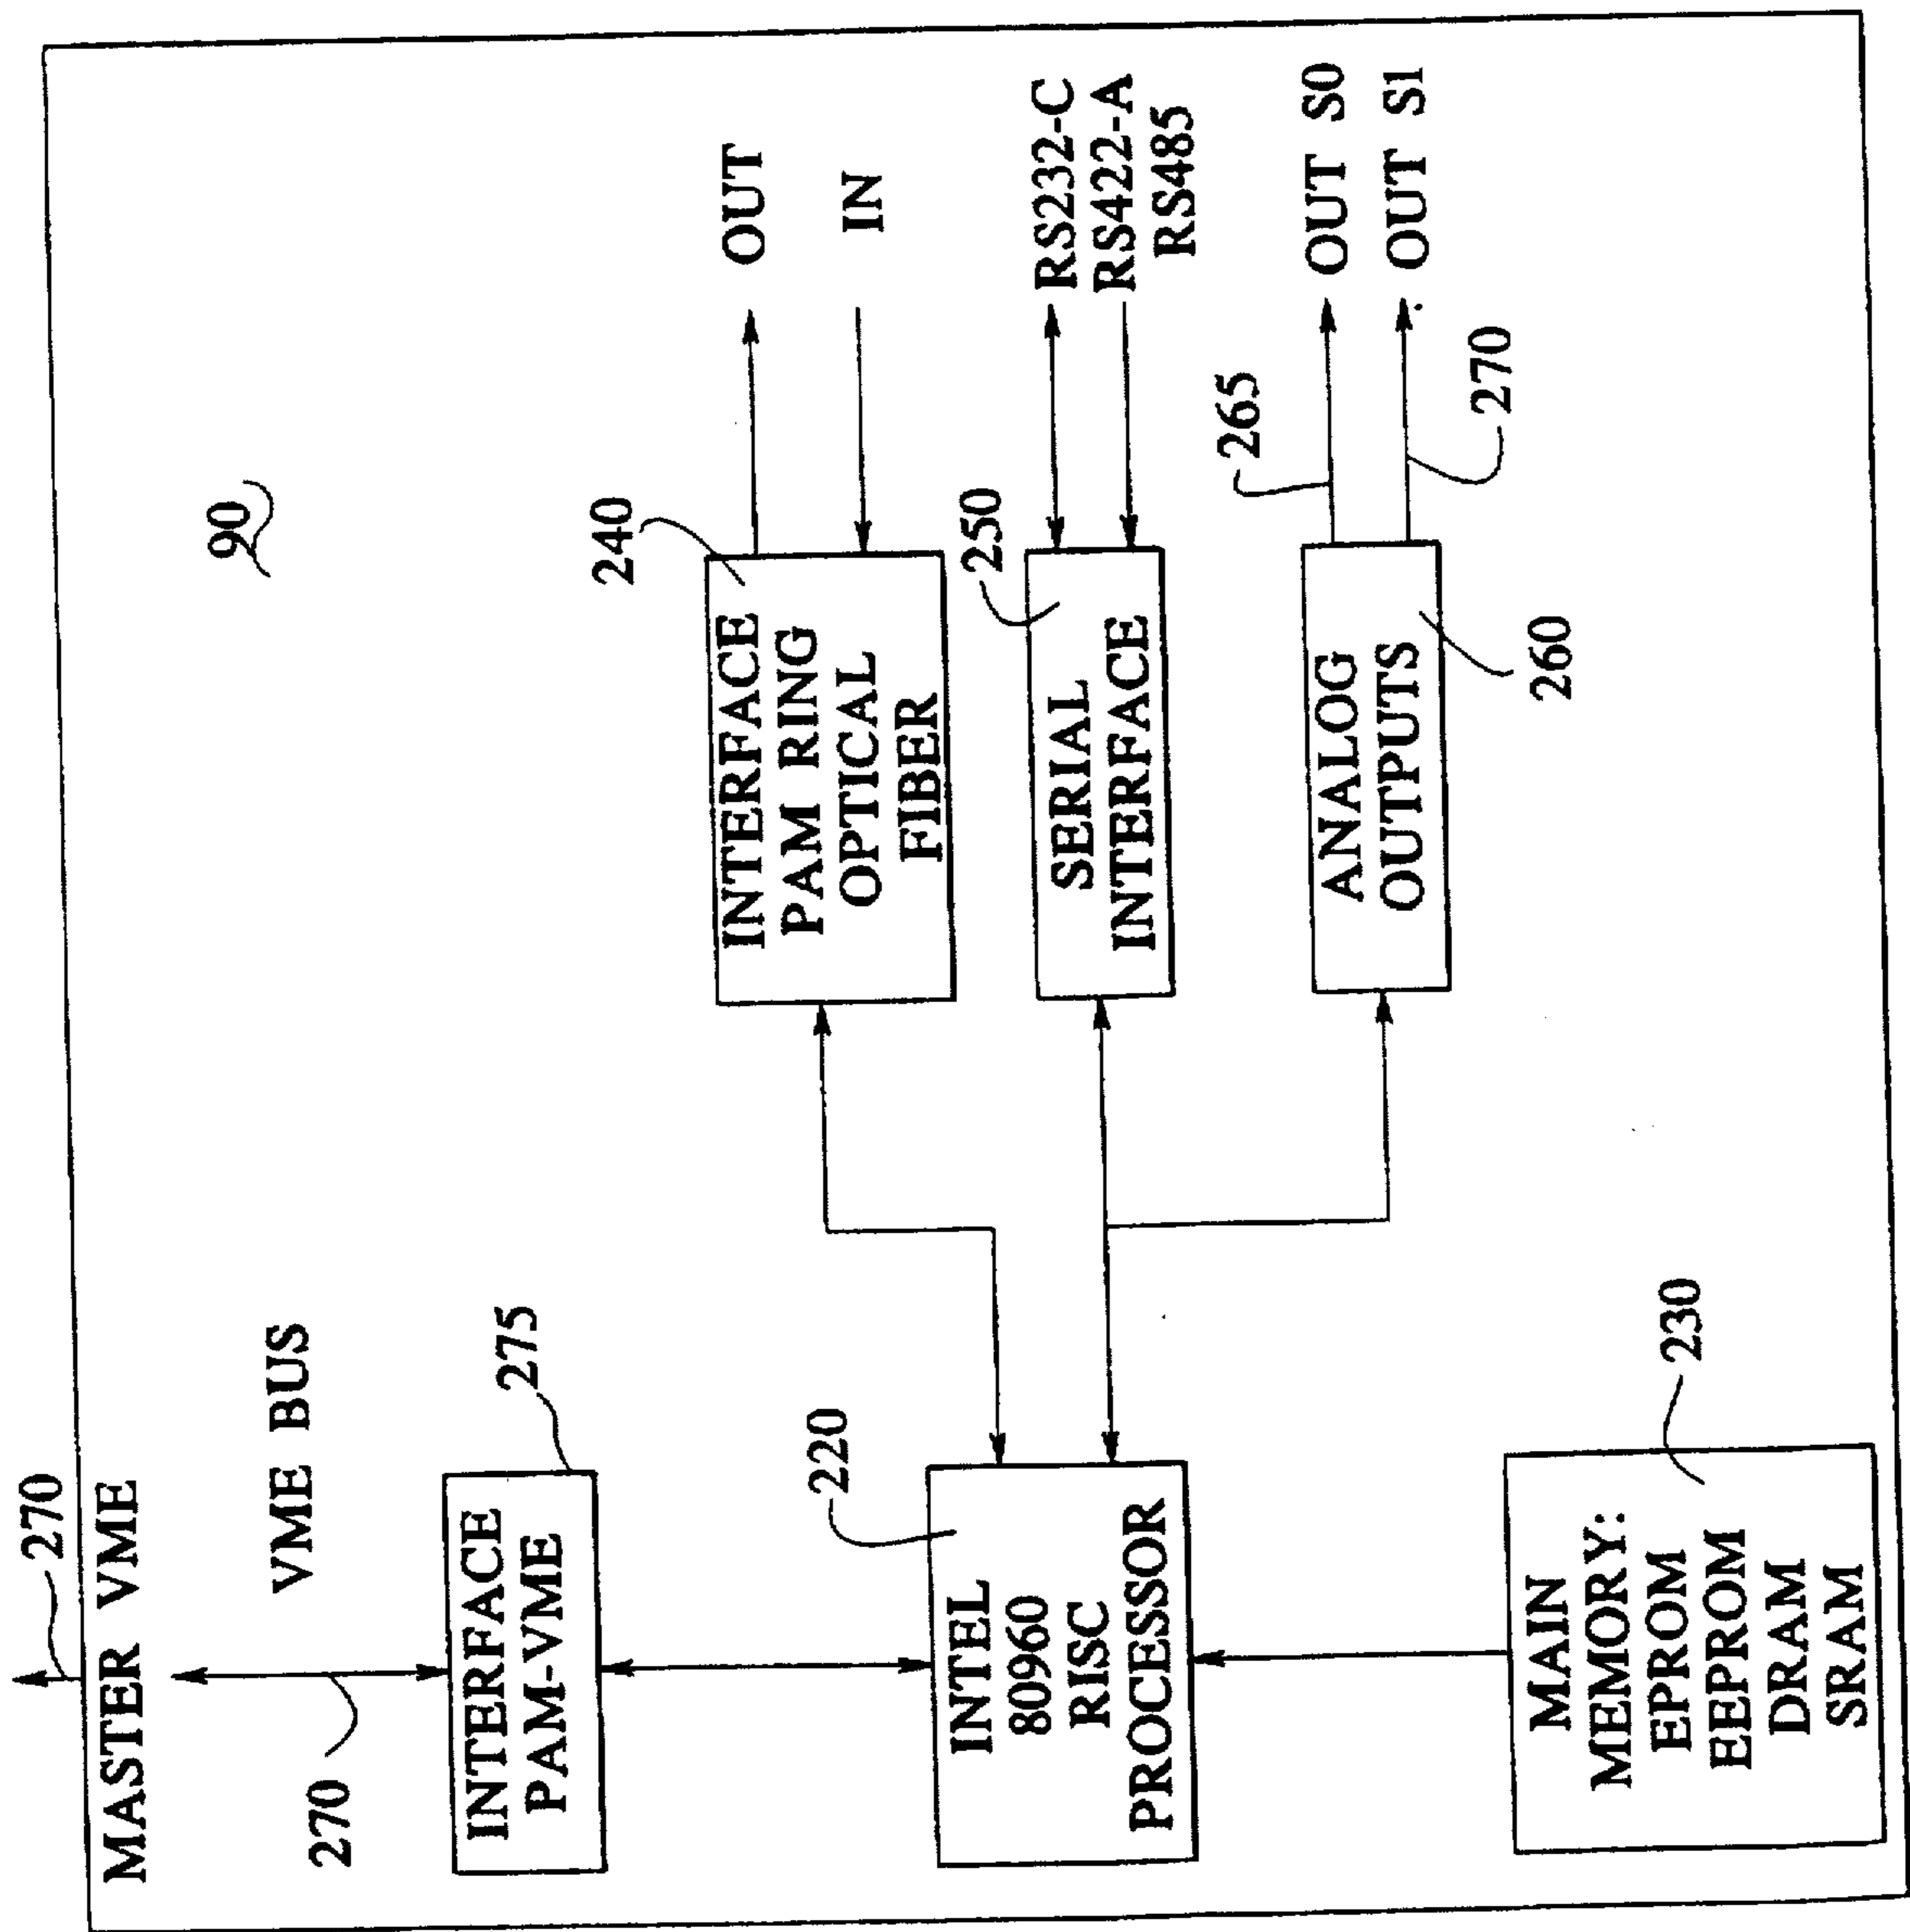 270
MASTER VME
VME BUS
270
INTERFACE
PAM-VME
275
90
220
INTEL
80960
RISC
PROCESSOR
MAIN
MEMORY:
EPROM
EEPROM
DRAM
SRAM
230
240
INTERFACE
PAM RING
OPTICAL
FIBER
OUT
IN
250
SERIAL
INTERFACE
RS232-C
RS422-A
RS485
265
ANALOG
OUTPUTS
260
OUT S0
OUT S1
270